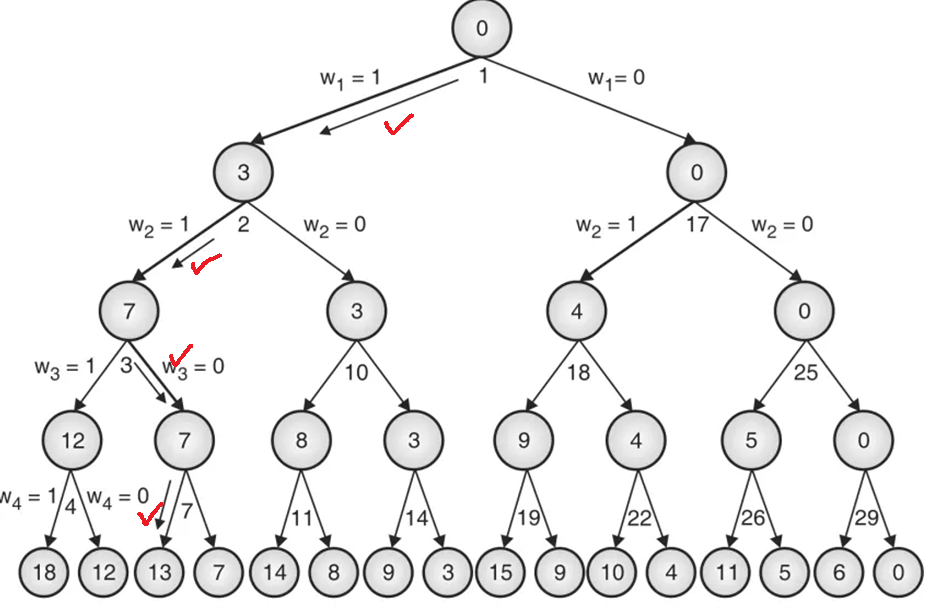 0
w1 = 1 1 w1= 0
3 0
w2 = 1 2 w2 = 0 w2 = 1 17 w2 = 0
7 3 4 0
w3 = 1 3 w3 = 0 10 18 25
12 7 8 3 9 4 5 0
w4 = 1 4 w4 = 0 7 11 14 19 22 26 29
18 12 13 7 14 8 9 3 15 9 10 4 11 5 6 0